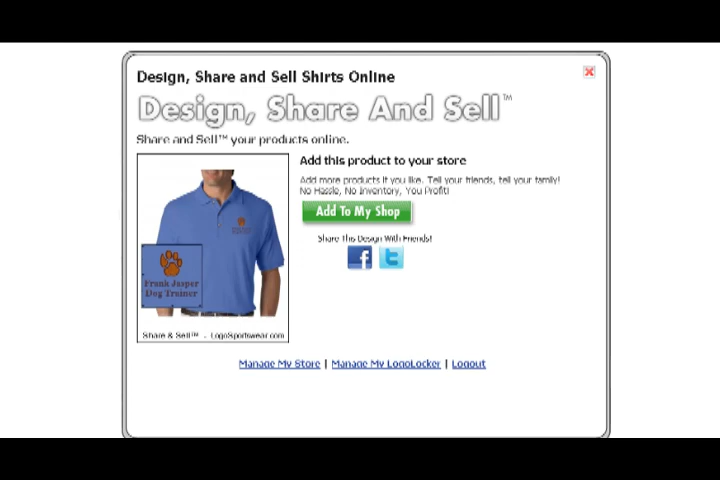 Design, Share and Sell Shirts Online
Design, Share And Sell™
Share and Sell™ your products online.
Add this product to your store
Add more products if you like. Tell your friends, tell your family!
No Hassle, No Inventory, You Profit!
Add To My Shop
Share This Design With Friends!
f t
Frank Jasper
Dog Trainer
Share & Sell™ - LogoSportswear.com
Manage My Store | Manage My LogoLocker | Logout